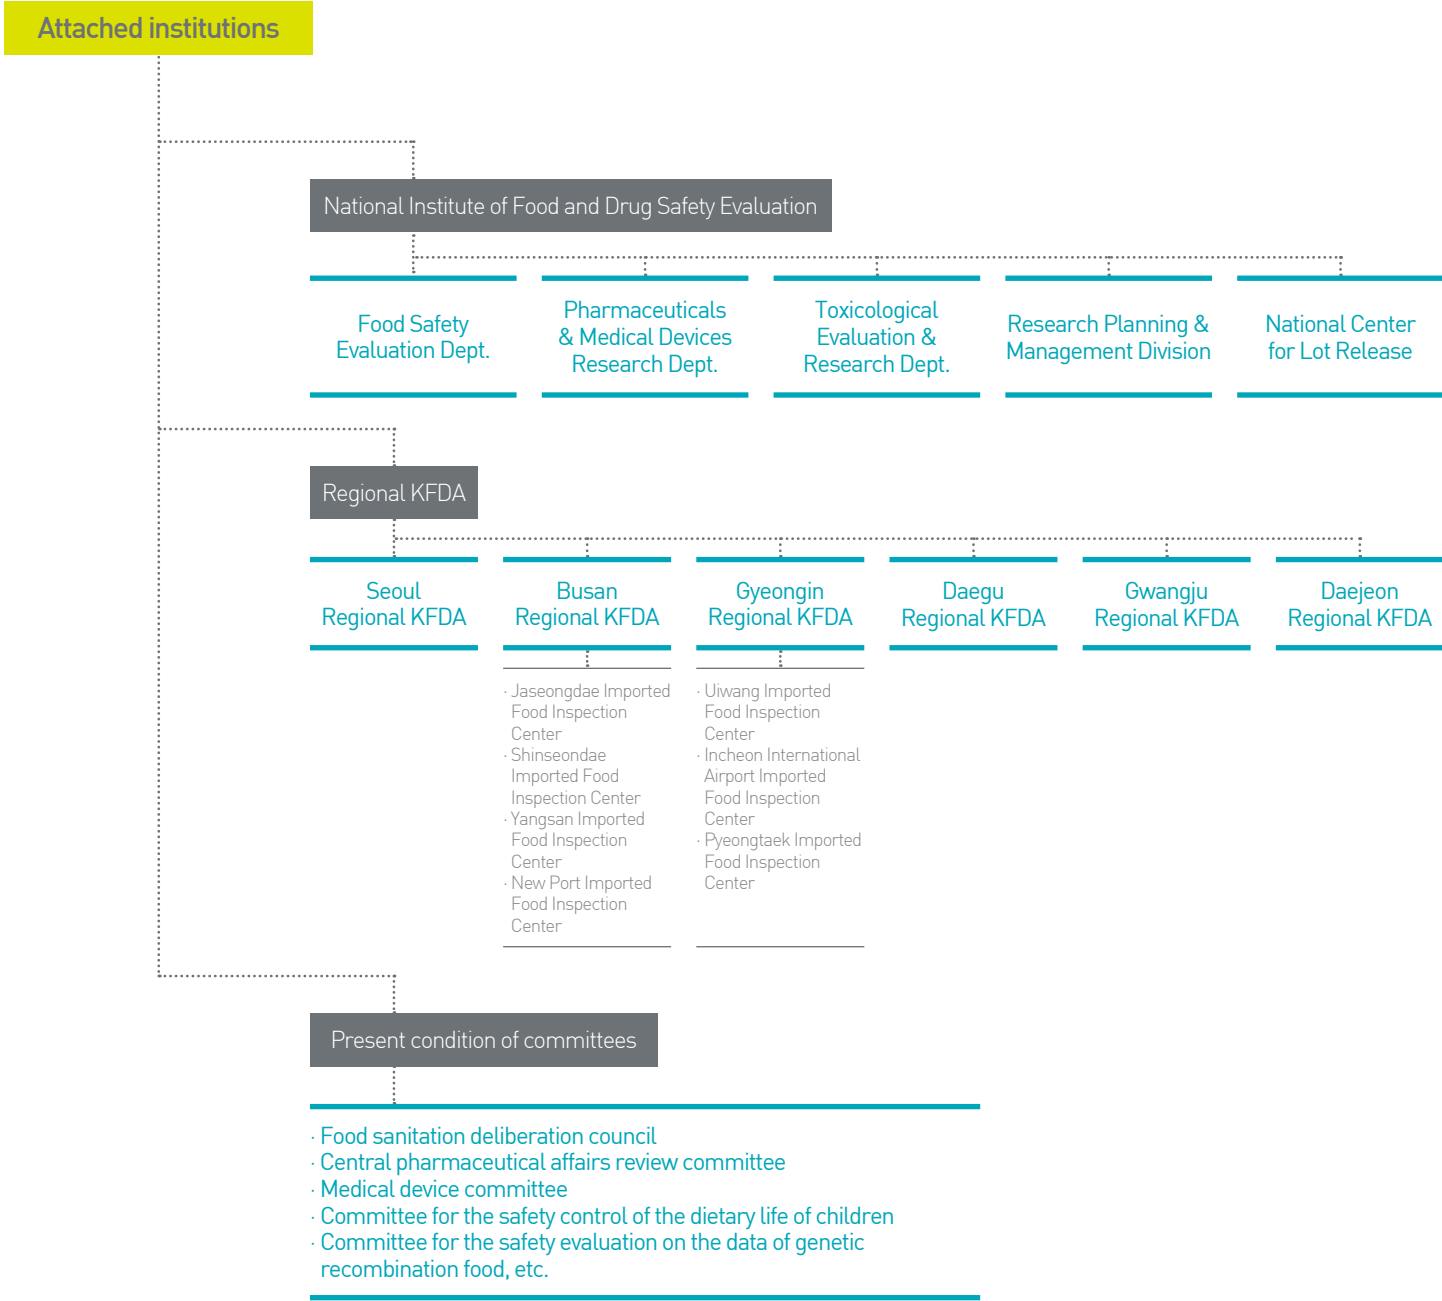 Attached institutions
National Institute of Food and Drug Safety Evaluation
Food Safety
Evaluation Dept.
Pharmaceuticals
& Medical Devices
Research Dept.
Toxicological
Evaluation &
Research Dept.
Research Planning &
Management Division
National Center
for Lot Release
Regional KFDA
Seoul
Regional KFDA
Busan
Regional KFDA
Gyeongin
Regional KFDA
Daegu
Regional KFDA
Gwangju
Regional KFDA
Daejeon
Regional KFDA
· Jaseongdae Imported
Food Inspection
Center
· Shinseondae
Imported Food
Inspection Center
· Yangsan Imported
Food Inspection
Center
· New Port Imported
Food Inspection
Center
· Uiwang Imported
Food Inspection
Center
· Incheon International
Airport Imported
Food Inspection
Center
· Pyeongtaek Imported
Food Inspection
Center
Present condition of committees
· Food sanitation deliberation council
· Central pharmaceutical affairs review committee
· Medical device committee
· Committee for the safety control of the dietary life of children
· Committee for the safety evaluation on the data of genetic
recombination food, etc.